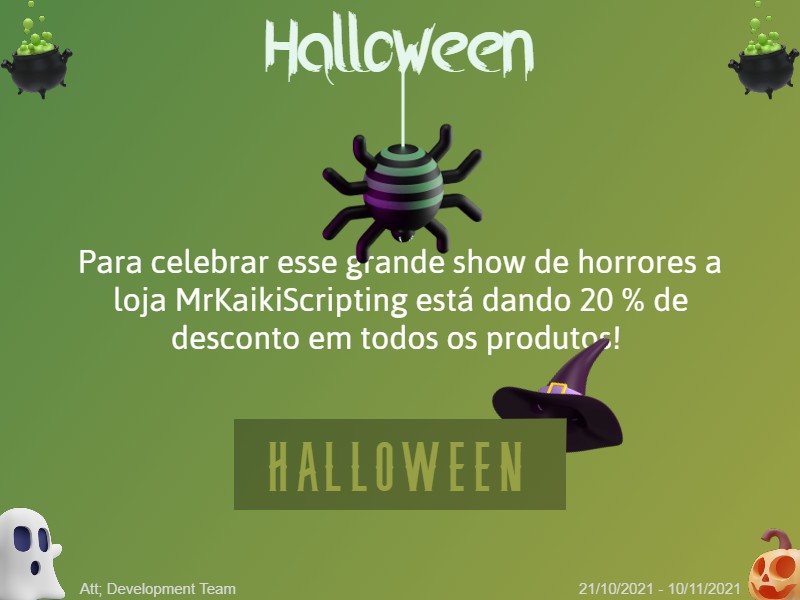 Halloween
Para celebrar esse grande show de horrores a
loja MrKaikiScripting está dando 20 % de
desconto em todos os produtos!
HALLOWEEN
Att; Development Team
21/10/2021 - 10/11/2021